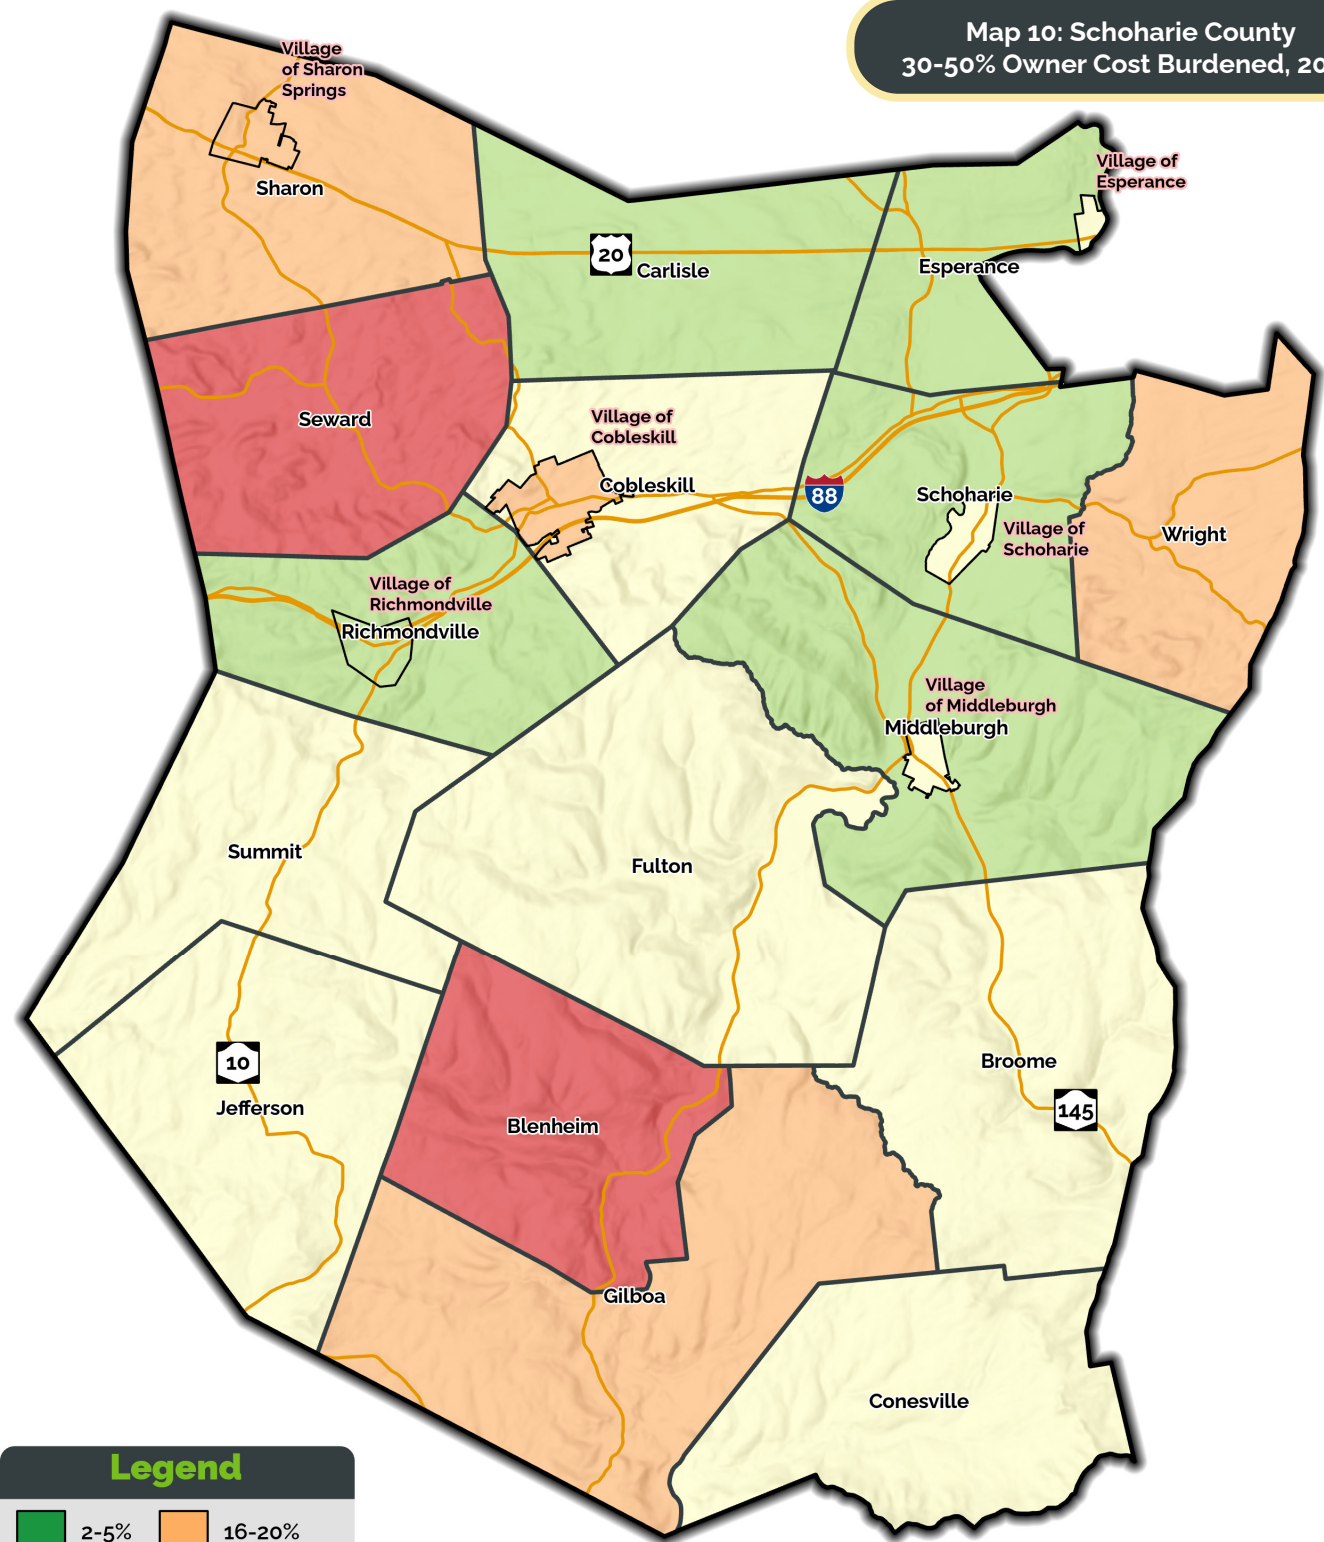 Map 10: Schoharie County
30-50% Owner Cost Burdened, 20
Village
of Sharon
Springs
Sharon
Village of
Esperance
20
Carlisle
Esperance
Seward
Village of
Cobleskill
Cobleskill
88
Schoharie
Village of
Schoharie
Wright
Village of
Richmondville
Richmondville
Village
of Middleburgh
Middleburgh
Summit
Fulton
10
Jefferson
Broome
145
Blenheim
Gilboa
Conesville
Legend
2-5%
16-20%